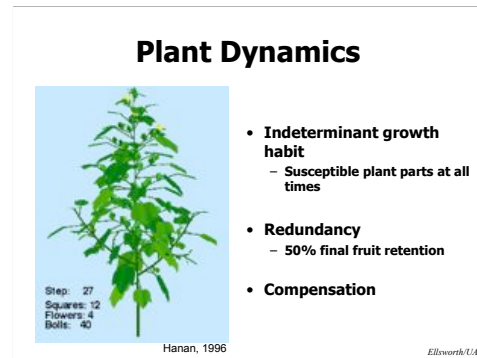 Plant Dynamics
• Indeterminant growth
habit
– Susceptible plant parts at all
times
• Redundancy
– 50% final fruit retention
• Compensation
Step: 27
Squares: 12
Flowers: 4
Bolls: 40
Hanan, 1996
Ellsworth/UA